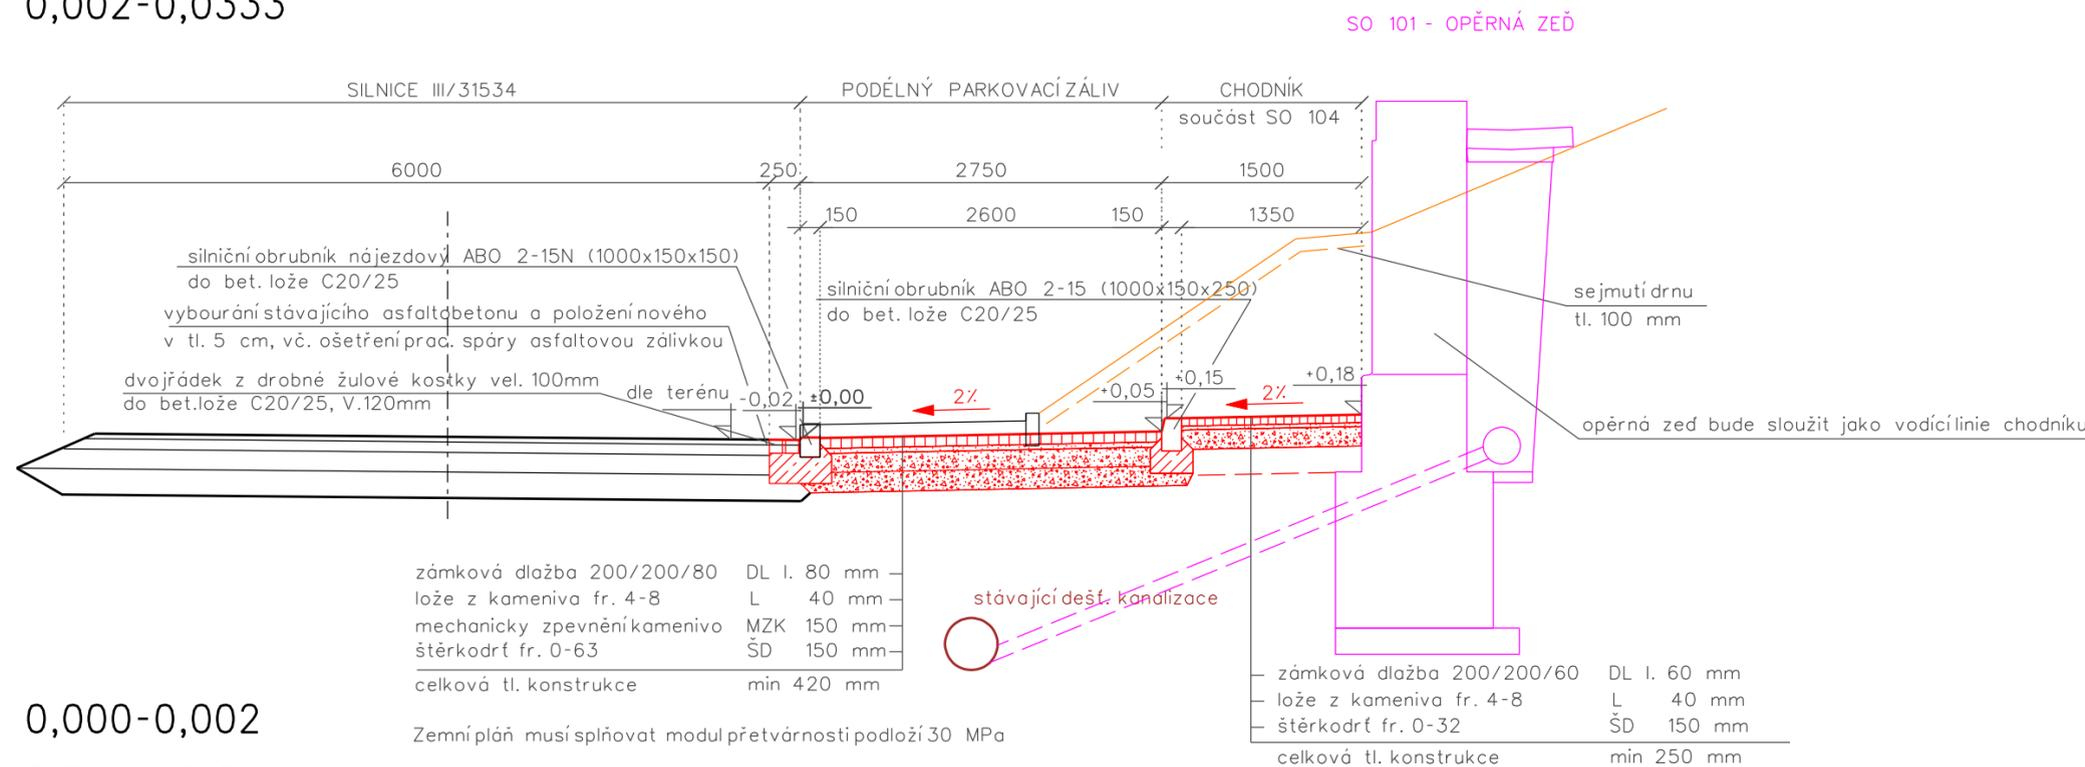 0,002-0,0333
SO 101 - OPĚRNÁ ZEĎ
SILNICE III/31534
PODÉLNÝ PARKOVACÍ ZÁLIV
CHODNÍK
součást SO 104
6000
250
2750
1500
150
2600
150
1350
silniční obrubník nájezdový ABO 2-15N (1000x150x150)
do bet. lože C20/25
silniční obrubník ABO 2-15 (1000x150x250)
do bet. lože C20/25
sejmutí drnu
tl. 100 mm
vybourání stávajícího asfaltobetonu a položení nového
v tl. 5 cm, vč. ošetření prac. spáry asfaltovou zálivkou
dvojřádek z drobné žulové kostky vel. 100mm
do bet.lože C20/25, V.120mm
dle terénu
-0,02
±0,00
2%
+0,05
+0,15
2%
+0,18
opěrná zeď bude sloužit jako vodící linie chodníku
zámková dlažba 200/200/80 DL I. 80 mm
lože z kameniva fr. 4-8 L 40 mm
mechanicky zpevnění kamenivo MZK 150 mm
štěrkodrť fr. 0-63 ŠD 150 mm
celková tl. konstrukce min 420 mm
stávající dešť. kanalizace
zámková dlažba 200/200/60 DL I. 60 mm
lože z kameniva fr. 4-8 L 40 mm
štěrkodrť fr. 0-32 ŠD 150 mm
celková tl. konstrukce min 250 mm
0,000-0,002
Zemní pláň musí splňovat modul přetvárnosti podloží 30 MPa